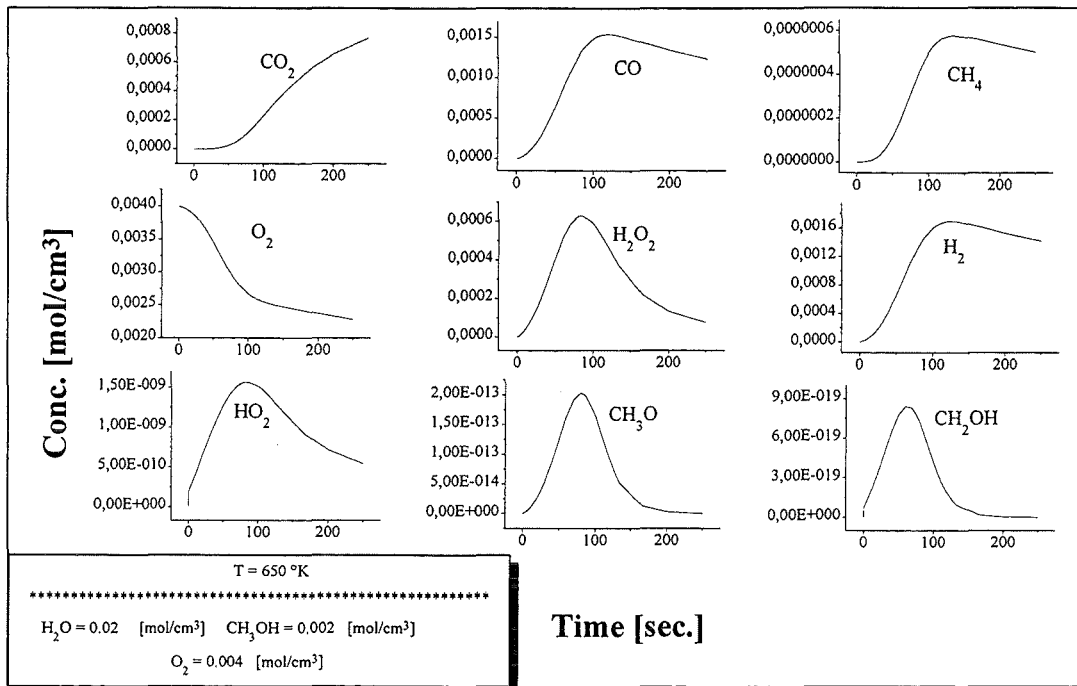 0,0008
0,0006
0,0004
0,0002
0,0000
CO2
0 100 200
0,0015
0,0010
0,0005
0,0000
CO
0 100 200
0,0000006
0,0000004
0,0000002
0,0000000
CH4
0 100 200
Conc. [mol/cm³]
0,0040
0,0035
0,0030
0,0025
0,0020
O2
0 100 200
0,0006
0,0004
0,0002
0,0000
H2O2
0 100 200
0,0016
0,0012
0,0008
0,0004
0,0000
H2
0 100 200
1,50E-009
1,00E-009
5,00E-010
0,00E+000
HO2
0 100 200
2,00E-013
1,50E-013
1,00E-013
5,00E-014
0,00E+000
CH3O
0 100 200
9,00E-019
6,00E-019
3,00E-019
0,00E+000
CH2OH
0 100 200
T = 650 °K
H2O = 0.02 [mol/cm³] CH3OH = 0,002 [mol/cm³]
O2 = 0.004 [mol/cm³]
Time [sec.]